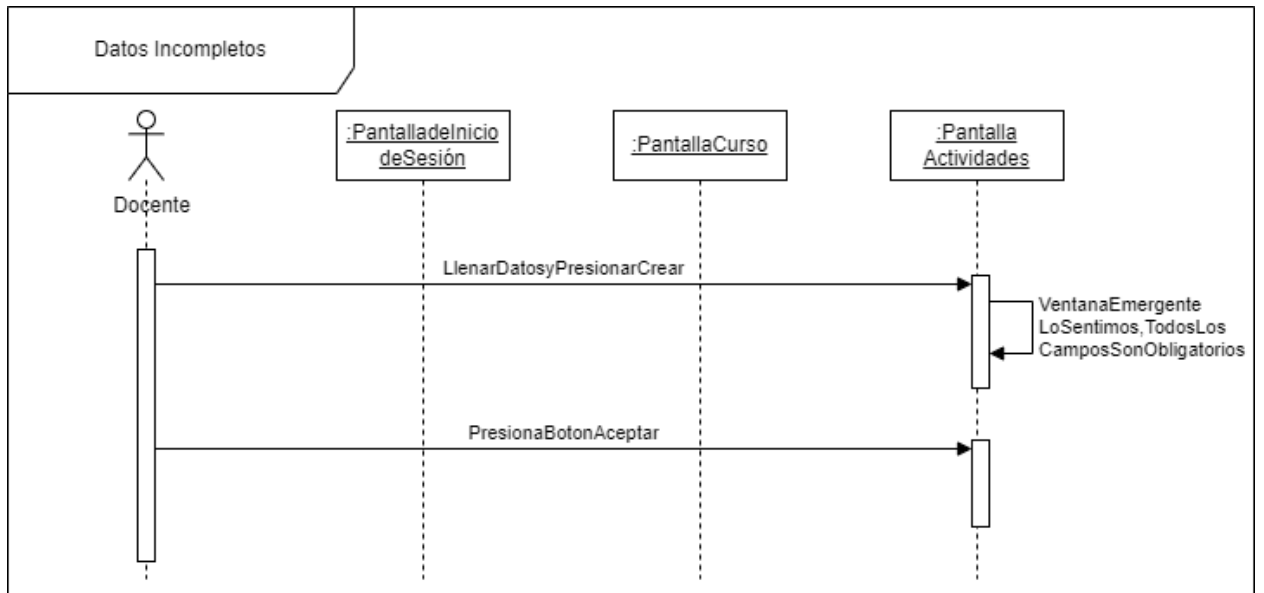 Datos Incompletos
:PantalladeInicio
deSesión
:PantallaCurso
:Pantalla
Actividades
Docente
LlenarDatosyPresionarCrear
VentanaEmergente
LoSentimos,TodosLos
CamposSonObligatorios
PresionaBotonAceptar